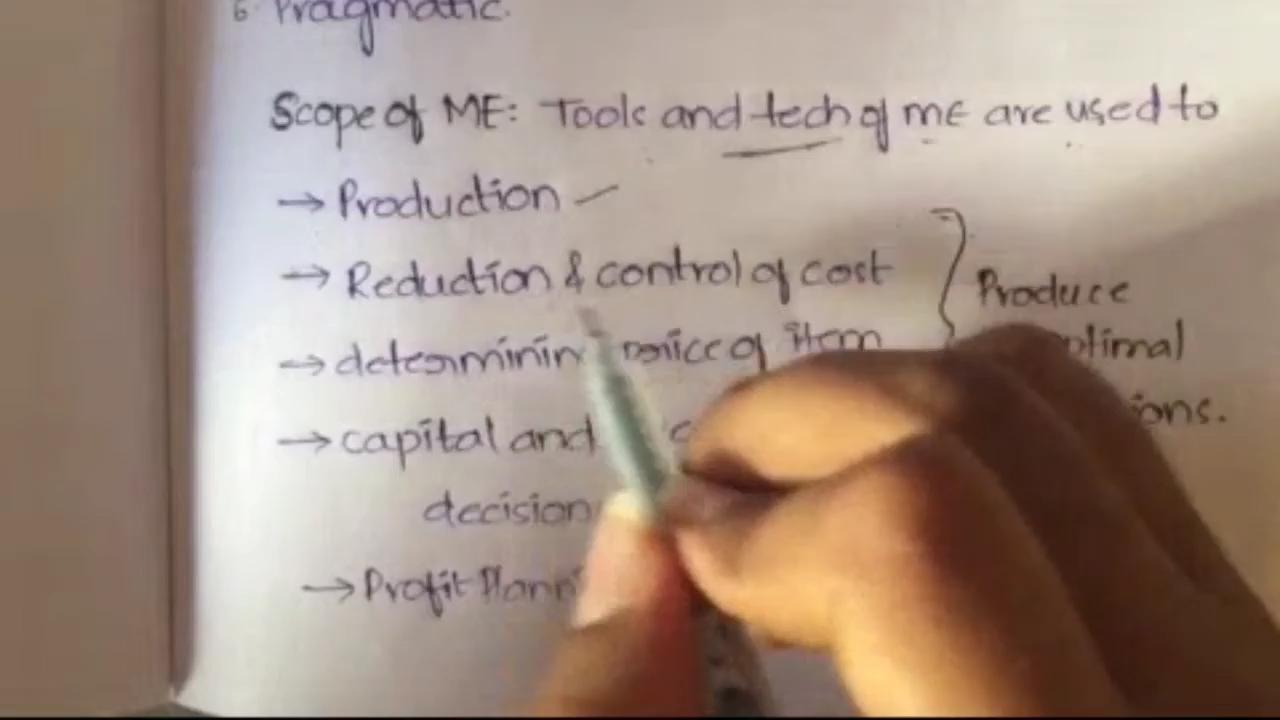 6 Pragmatic.
Scope of ME: Tools and tech of ME are used to
→ Production
→ Reduction & control of cost
→ determinin price of item
→ capital and
decision
→ Profit Planni
Produce
optimal
ions.